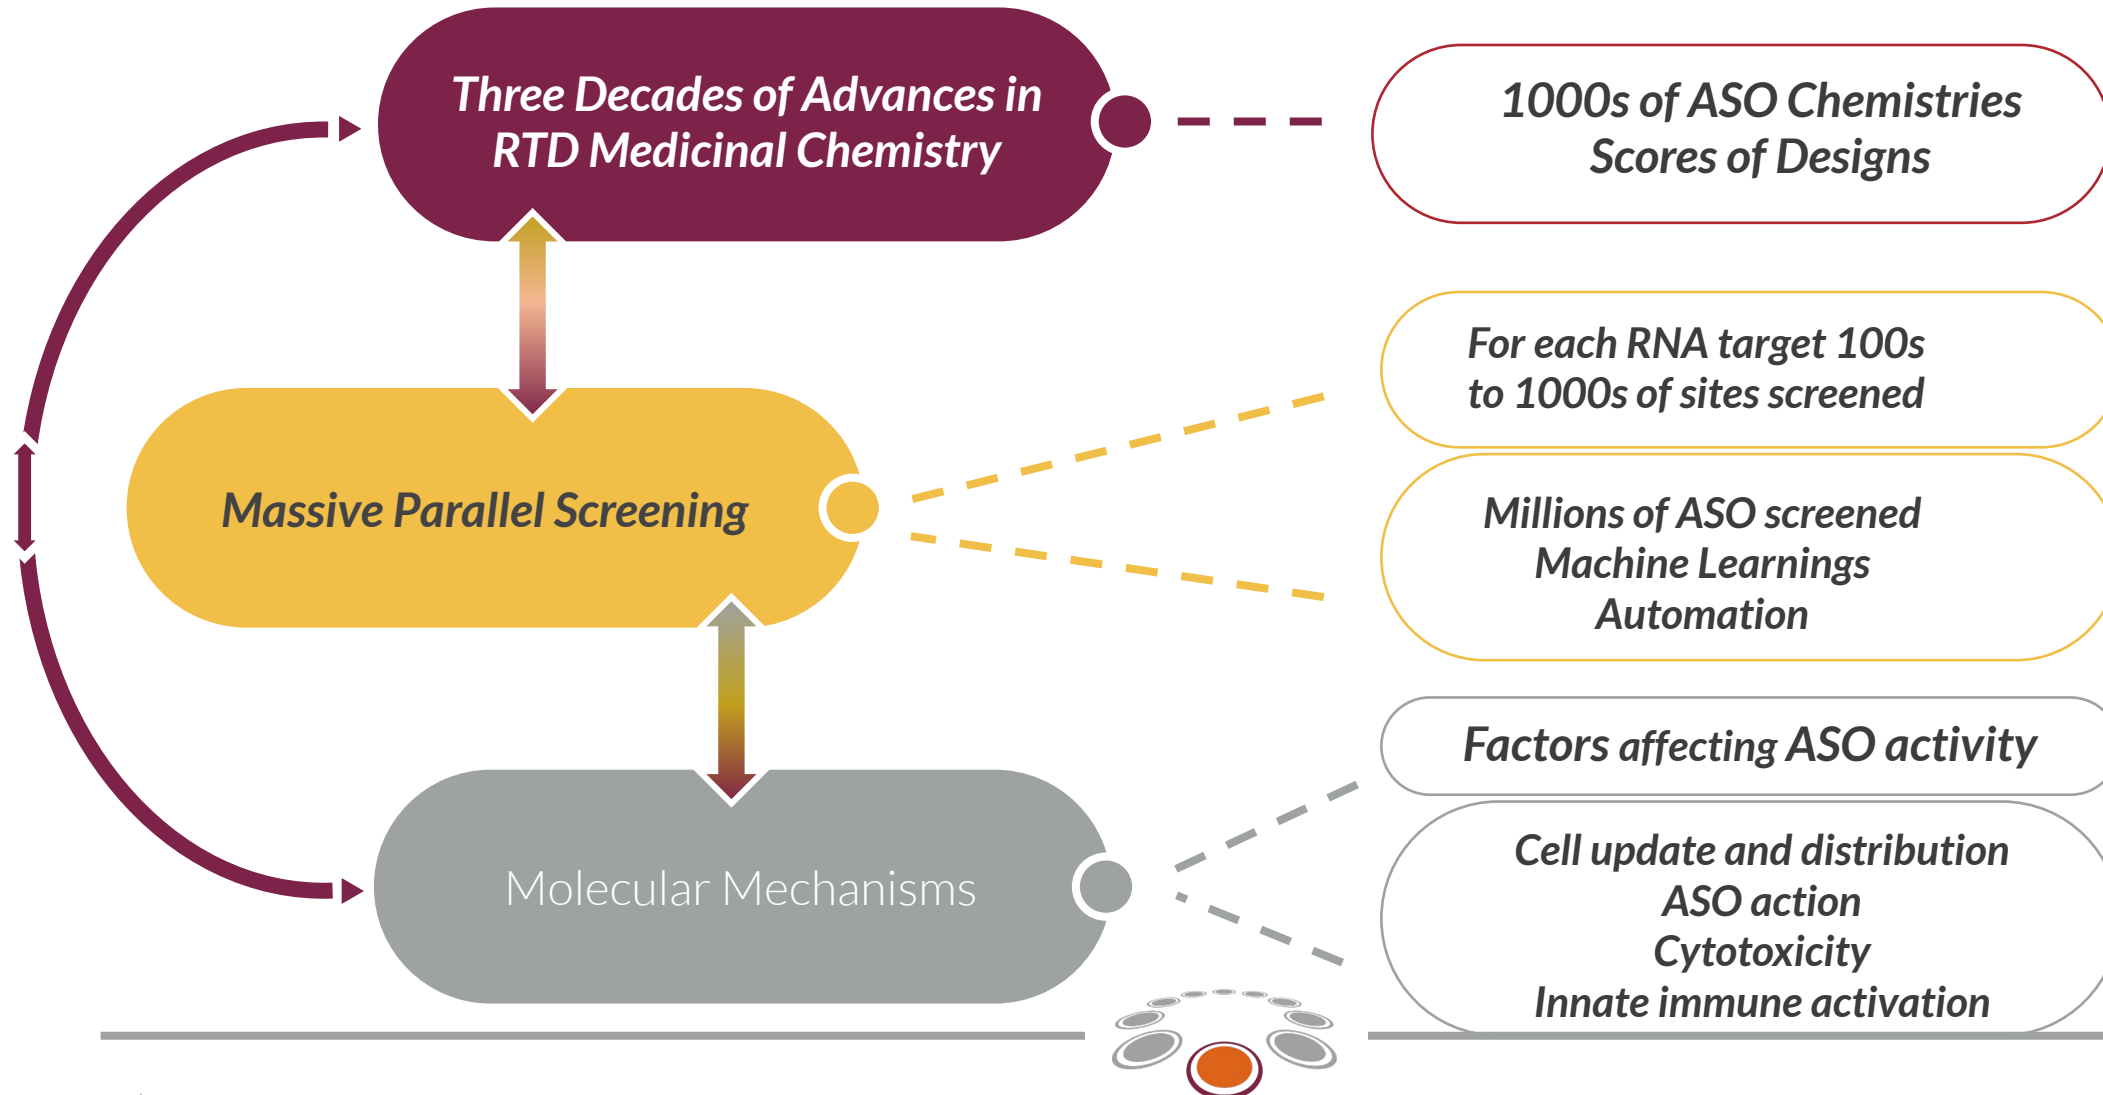 Three Decades of Advances in
RTD Medicinal Chemistry
1000s of ASO Chemistries
Scores of Designs
Massive Parallel Screening
For each RNA target 100s
to 1000s of sites screened
Millions of ASO screened
Machine Learnings
Automation
Molecular Mechanisms
Factors affecting ASO activity
Cell update and distribution
ASO action
Cytotoxicity
Innate immune activation